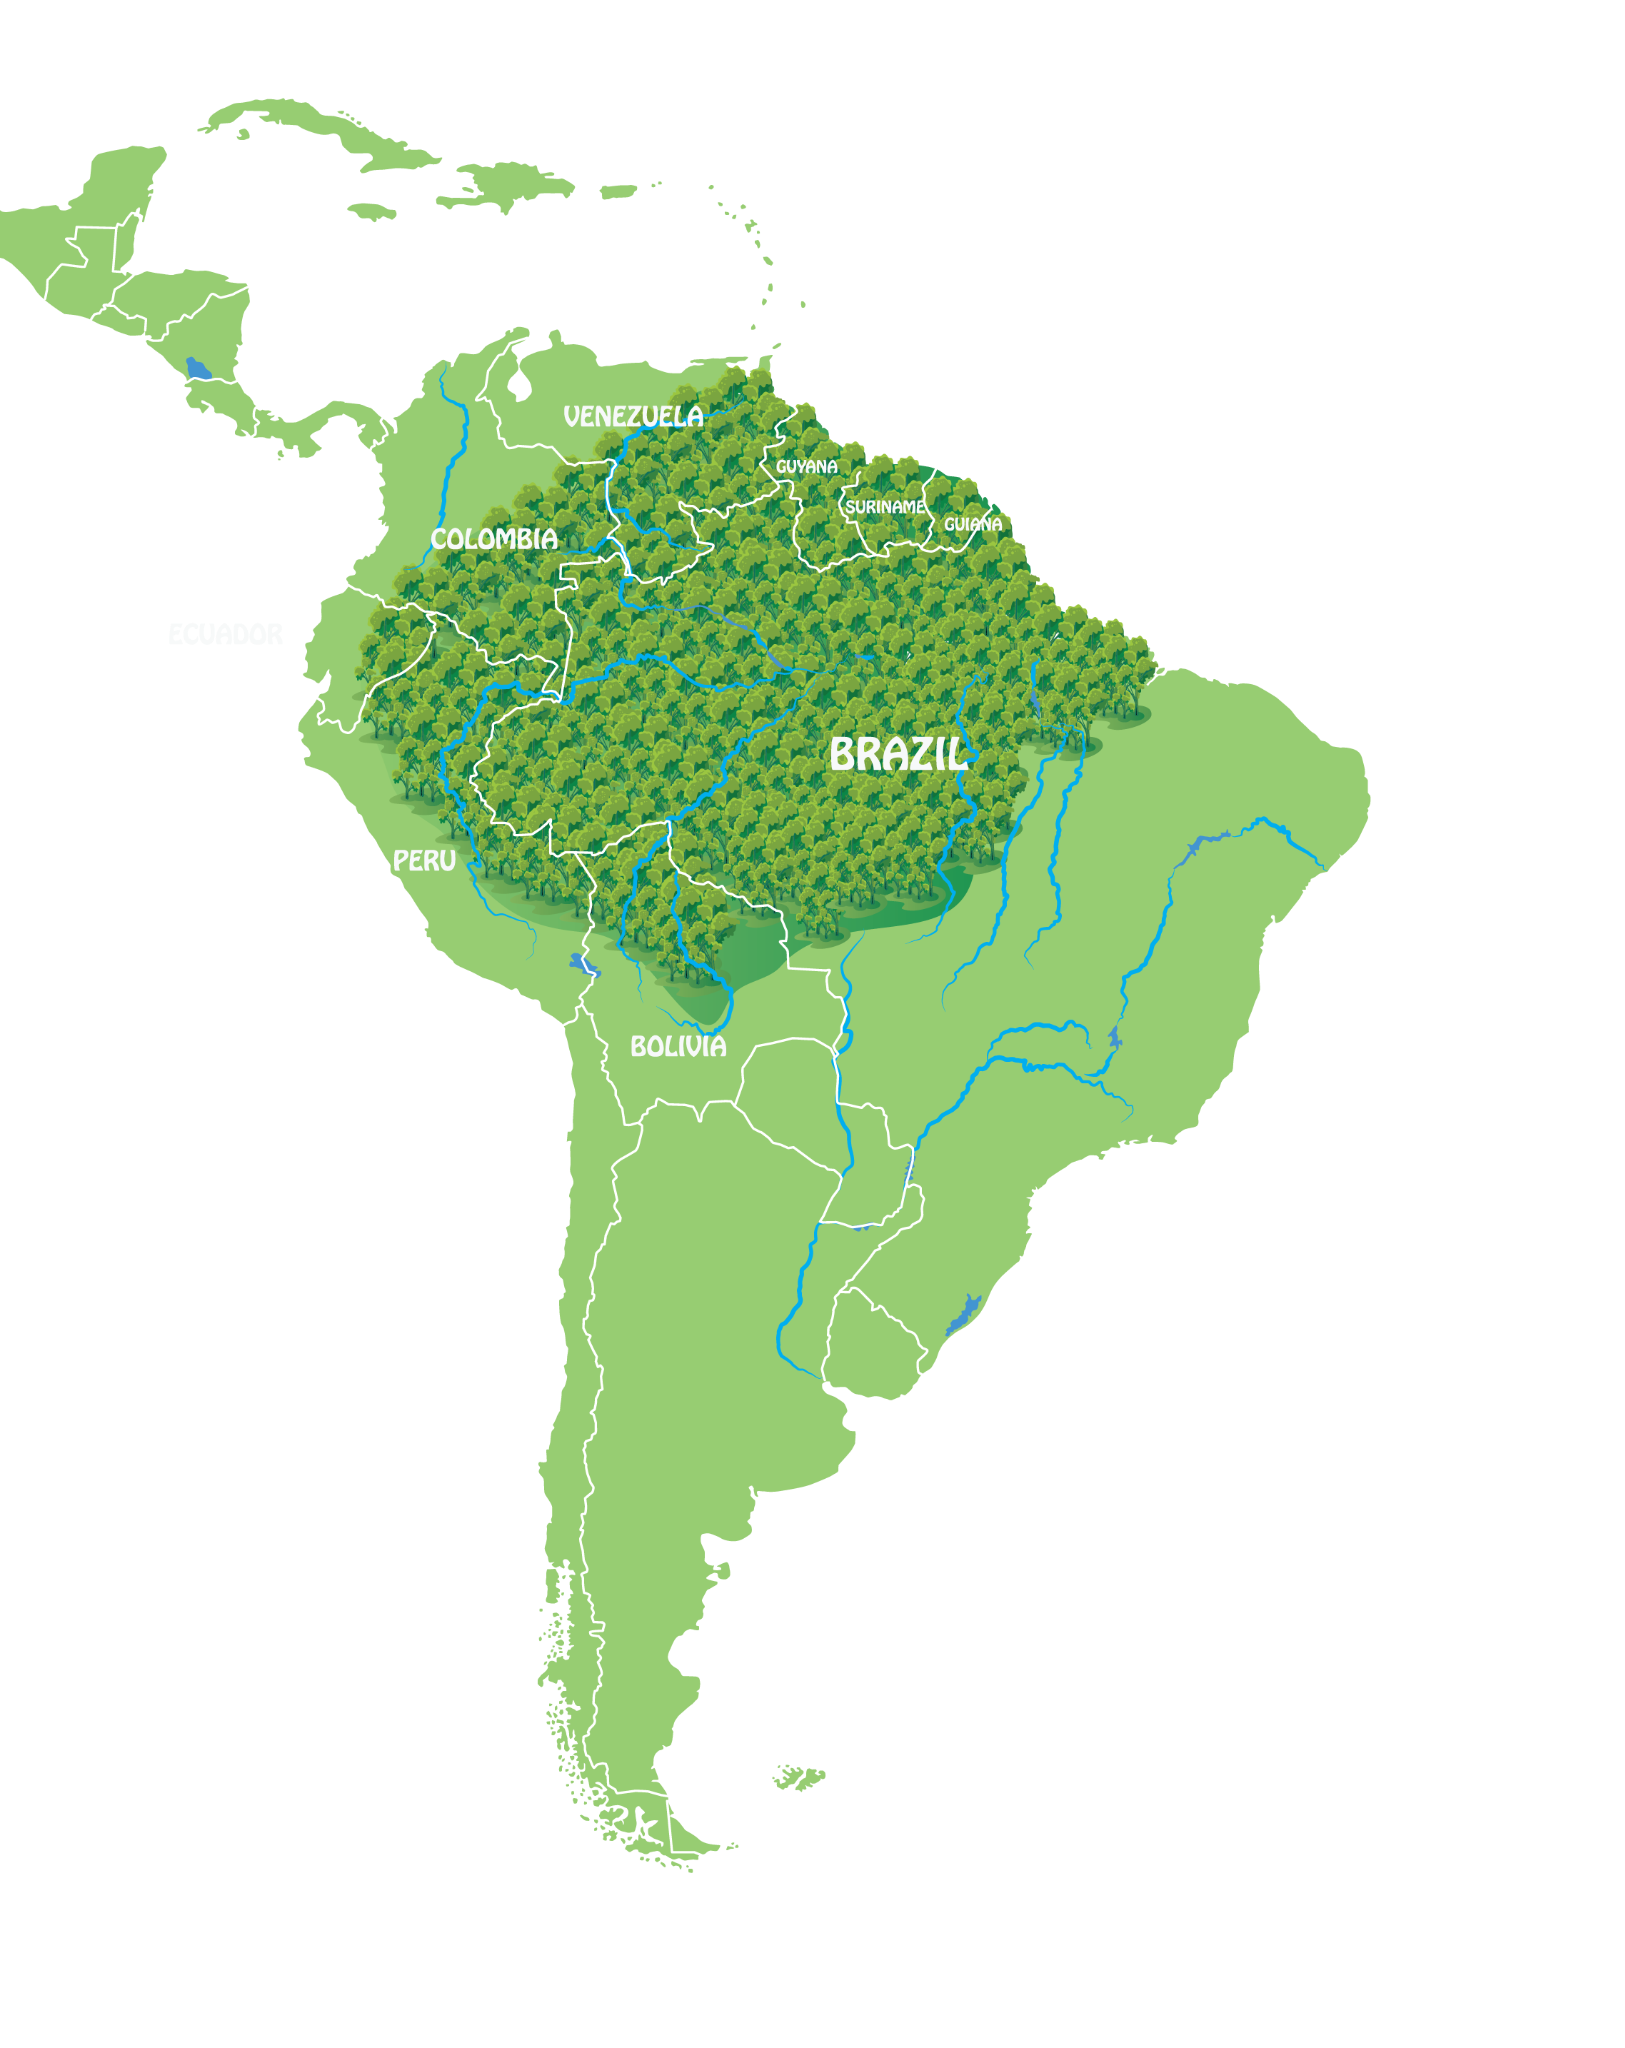 VENEZUELA
GUYANA
SURINAME
GUIANA
COLOMBIA
ECUADOR
BRAZIL
PERU
BOLIVIA